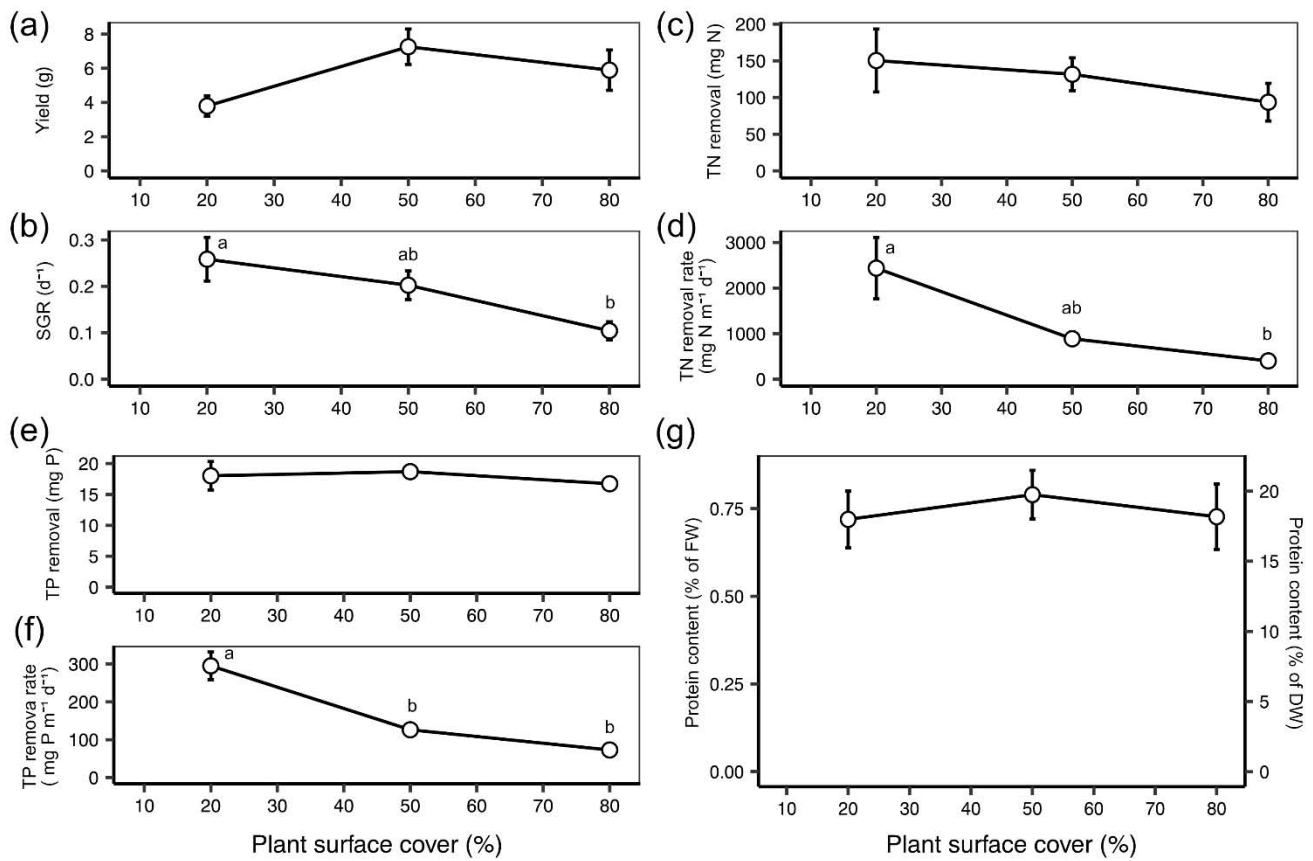 (a)
Yield (g)
8
6
4
2
0
10 20 30 40 50 60 70 80
(b)
SGR (d⁻¹)
0.3
0.2
0.1
0.0
a
ab
b
10 20 30 40 50 60 70 80
(c)
TN removal (mg N)
200
150
100
50
0
10 20 30 40 50 60 70 80
(d)
TN removal rate
(mg N m⁻¹ d⁻¹)
3000
2000
1000
0
a
ab
b
10 20 30 40 50 60 70 80
(e)
TP removal (mg P)
20
15
10
5
0
10 20 30 40 50 60 70 80
(f)
TP remova rate
( mg P m⁻¹ d⁻¹)
300
200
100
0
a
b
b
10 20 30 40 50 60 70 80
Plant surface cover (%)
(g)
Protein content (% of FW)
0.75
0.50
0.25
0.00
20
15
10
5
0
Protein content (% of DW)
10 20 30 40 50 60 70 80
Plant surface cover (%)